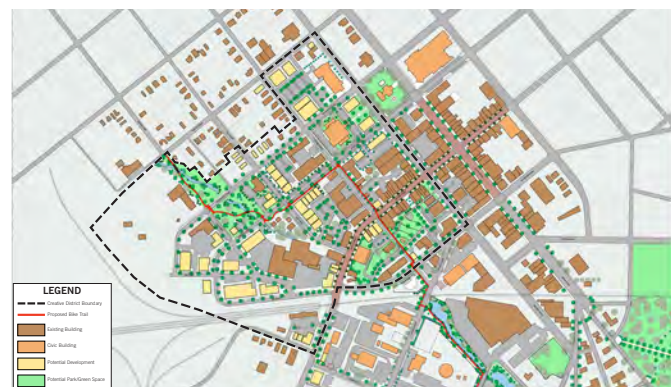 LEGEND
Creative District Boundary
Proposed Bike Trail
Existing Building
Civic Building
Potential Development
Potential Park/Green Space